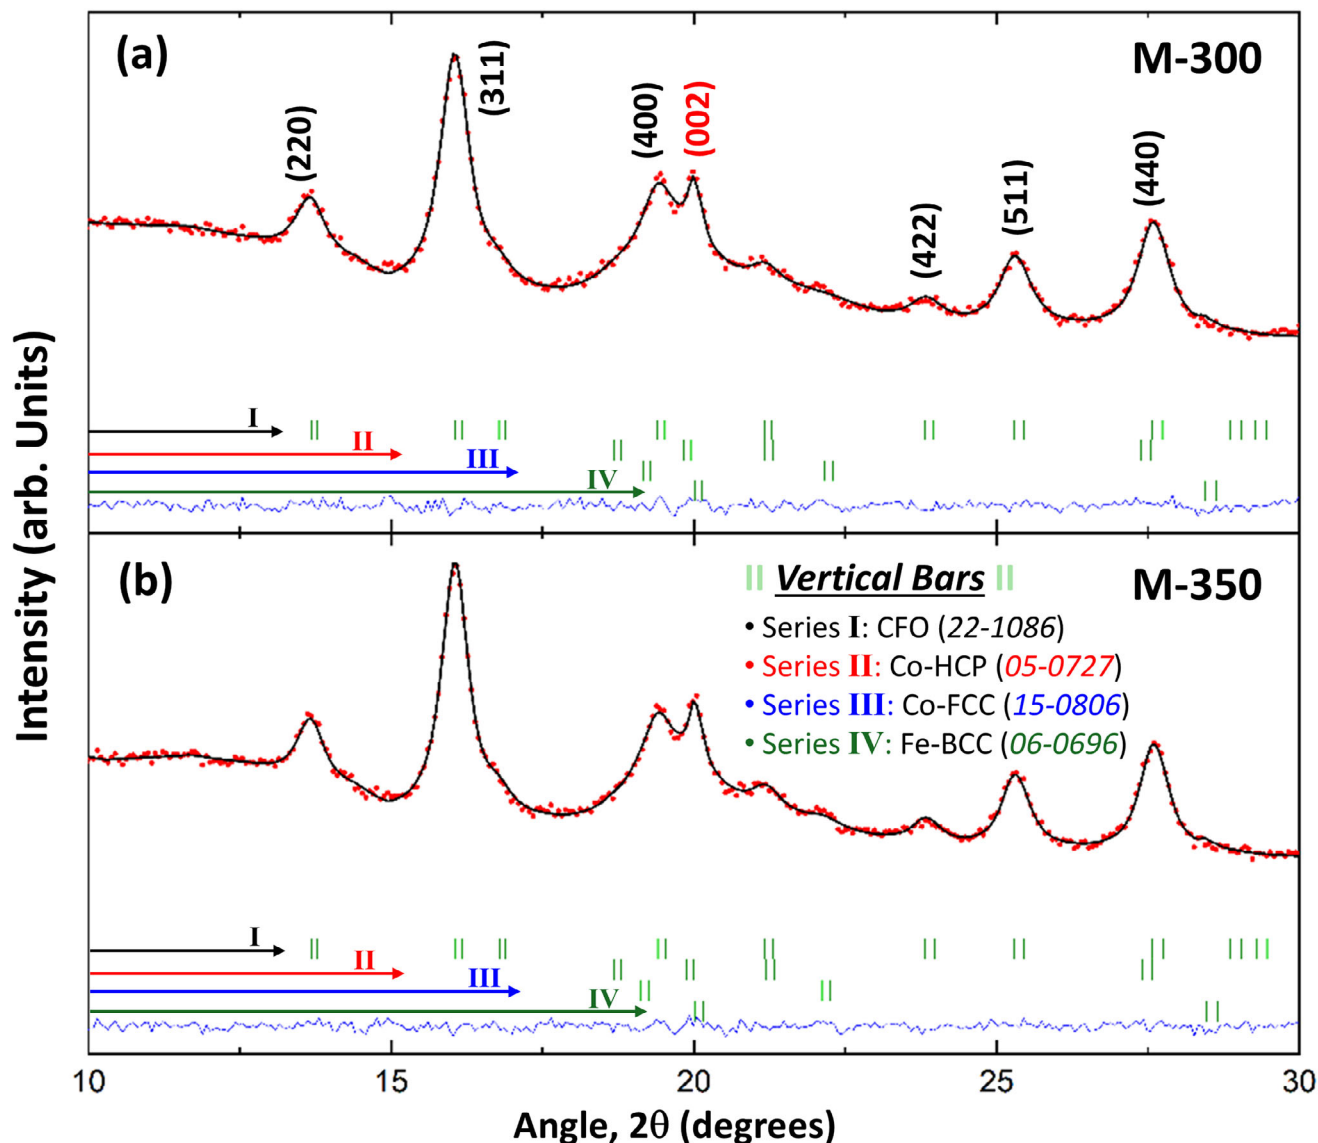 (a)
M-300
(220)
(311)
(400)
(002)
(422)
(511)
(440)
I
II
III
IV
Intensity (arb. Units)
(b)
M-350
Vertical Bars
• Series I: CFO (22-1086)
• Series II: Co-HCP (05-0727)
• Series III: Co-FCC (15-0806)
• Series IV: Fe-BCC (06-0696)
I
II
III
IV
10 15 20 25 30
Angle, 2θ (degrees)